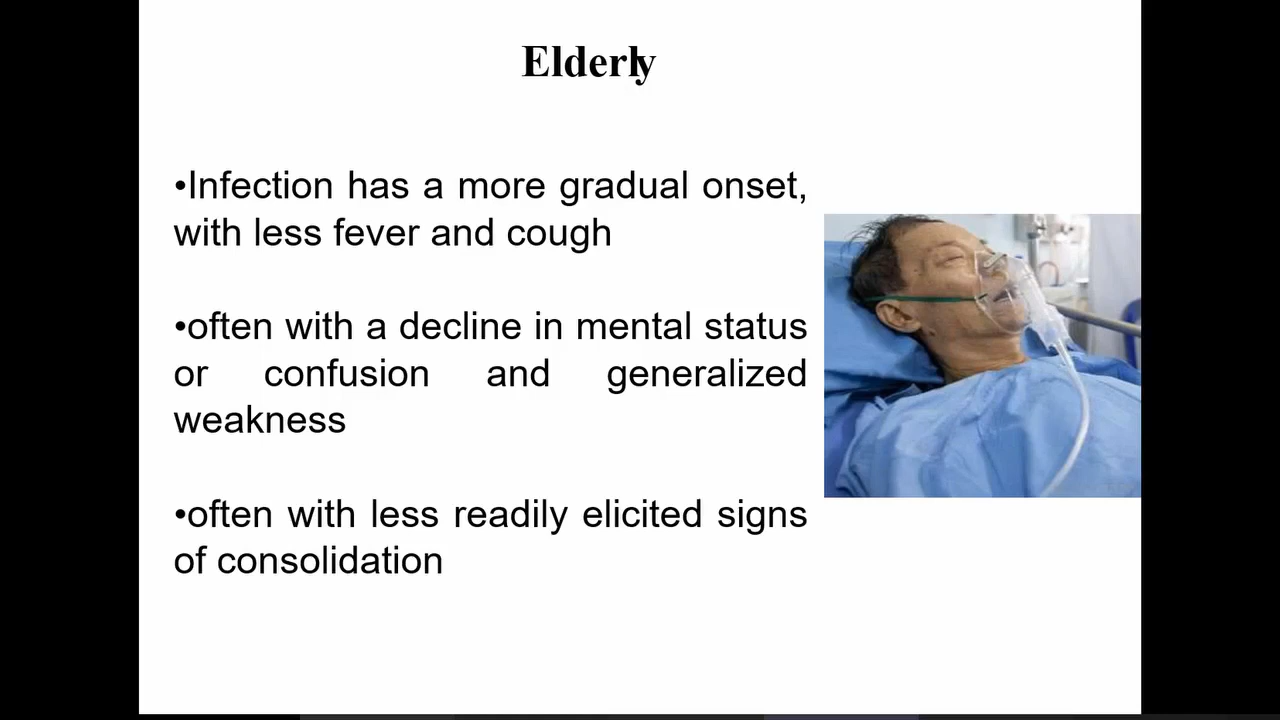 Elderly
•Infection has a more gradual onset,
with less fever and cough
•often with a decline in mental status
or confusion and generalized
weakness
•often with less readily elicited signs
of consolidation